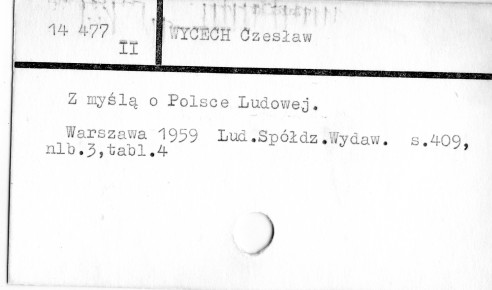 14 477
II
WYCECH Czesław
Z myślą o Polsce Ludowej.
Warszawa 1959 Lud.Spółdz.Wydaw. s.409,
nlb.3,tabl.4